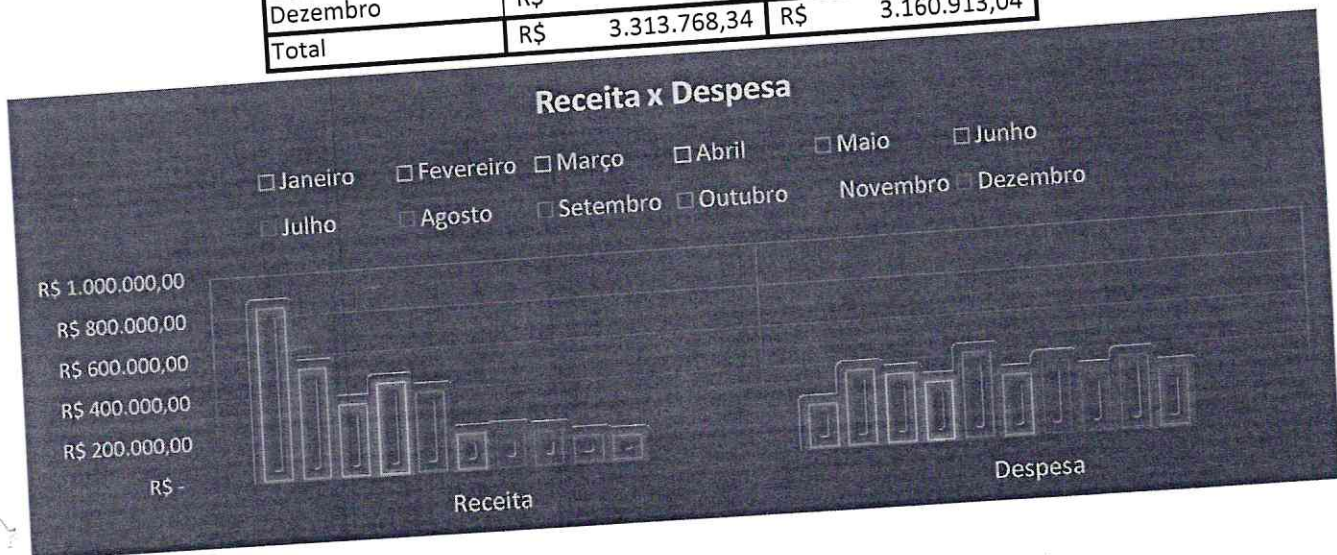 Dezembro R$
Total R$ 3.313.768,34 R$ 3.160.913,04
Receita x Despesa
Janeiro Fevereiro Março Abril Maio Junho
Julho Agosto Setembro Outubro Novembro Dezembro
R$ 1.000.000,00
R$ 800.000,00
R$ 600.000,00
R$ 400.000,00
R$ 200.000,00
R$ -
Receita Despesa